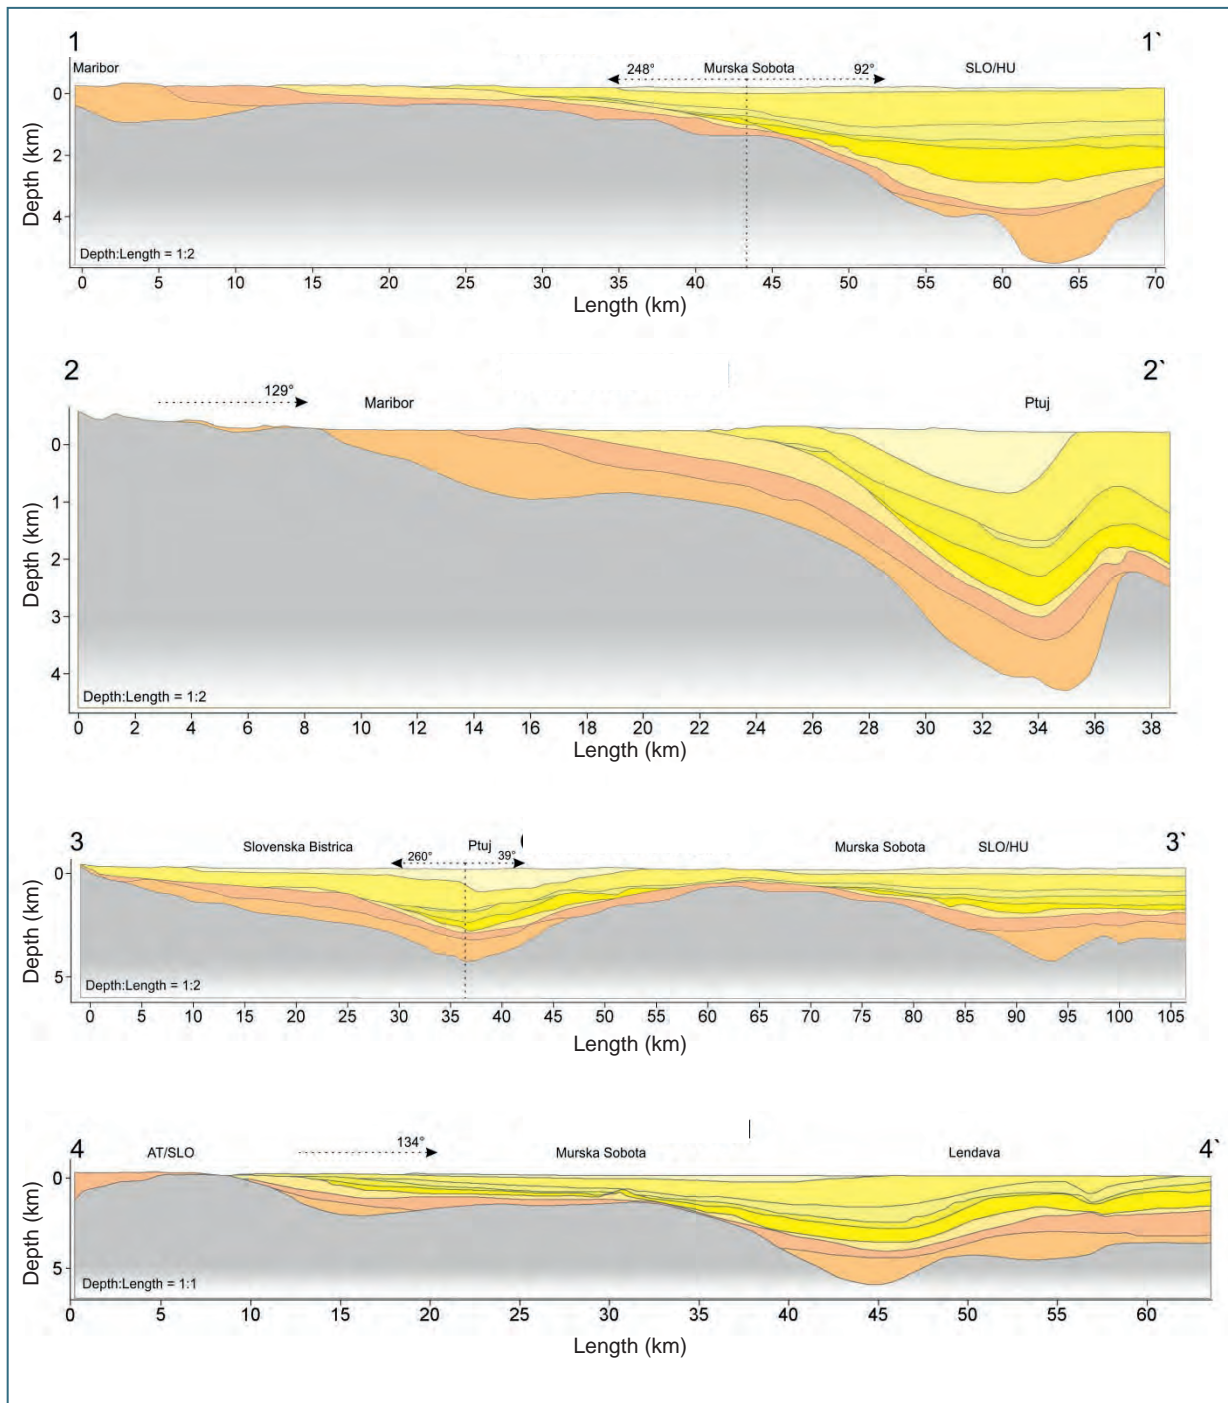 1 1`
Maribor 248° Murska Sobota 92° SLO/HU
0
2
4
Depth (km)
Depth:Length = 1:2
0 5 10 15 20 25 30 35 40 45 50 55 60 65 70
Length (km)
2 2`
129° Maribor Ptuj
0
1
2
3
4
Depth (km)
Depth:Length = 1:2
0 2 4 6 8 10 12 14 16 18 20 22 24 26 28 30 32 34 36 38
Length (km)
3 3`
Slovenska Bistrica Ptuj Murska Sobota SLO/HU
260° 39°
0
5
Depth (km)
Depth:Length = 1:2
0 5 10 15 20 25 30 35 40 45 50 55 60 65 70 75 80 85 90 95 100 105
Length (km)
4 4`
AT/SLO 134° Murska Sobota Lendava
0
5
Depth (km)
Depth:Length = 1:1
0 5 10 15 20 25 30 35 40 45 50 55 60
Length (km)